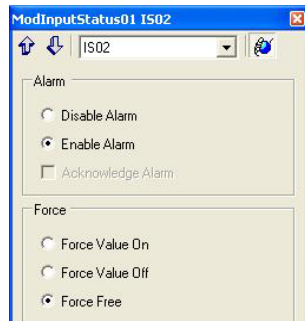 ModInputStatus01 IS02
IS02
Alarm
Disable Alarm
Enable Alarm
Acknowledge Alarm
Force
Force Value On
Force Value Off
Force Free